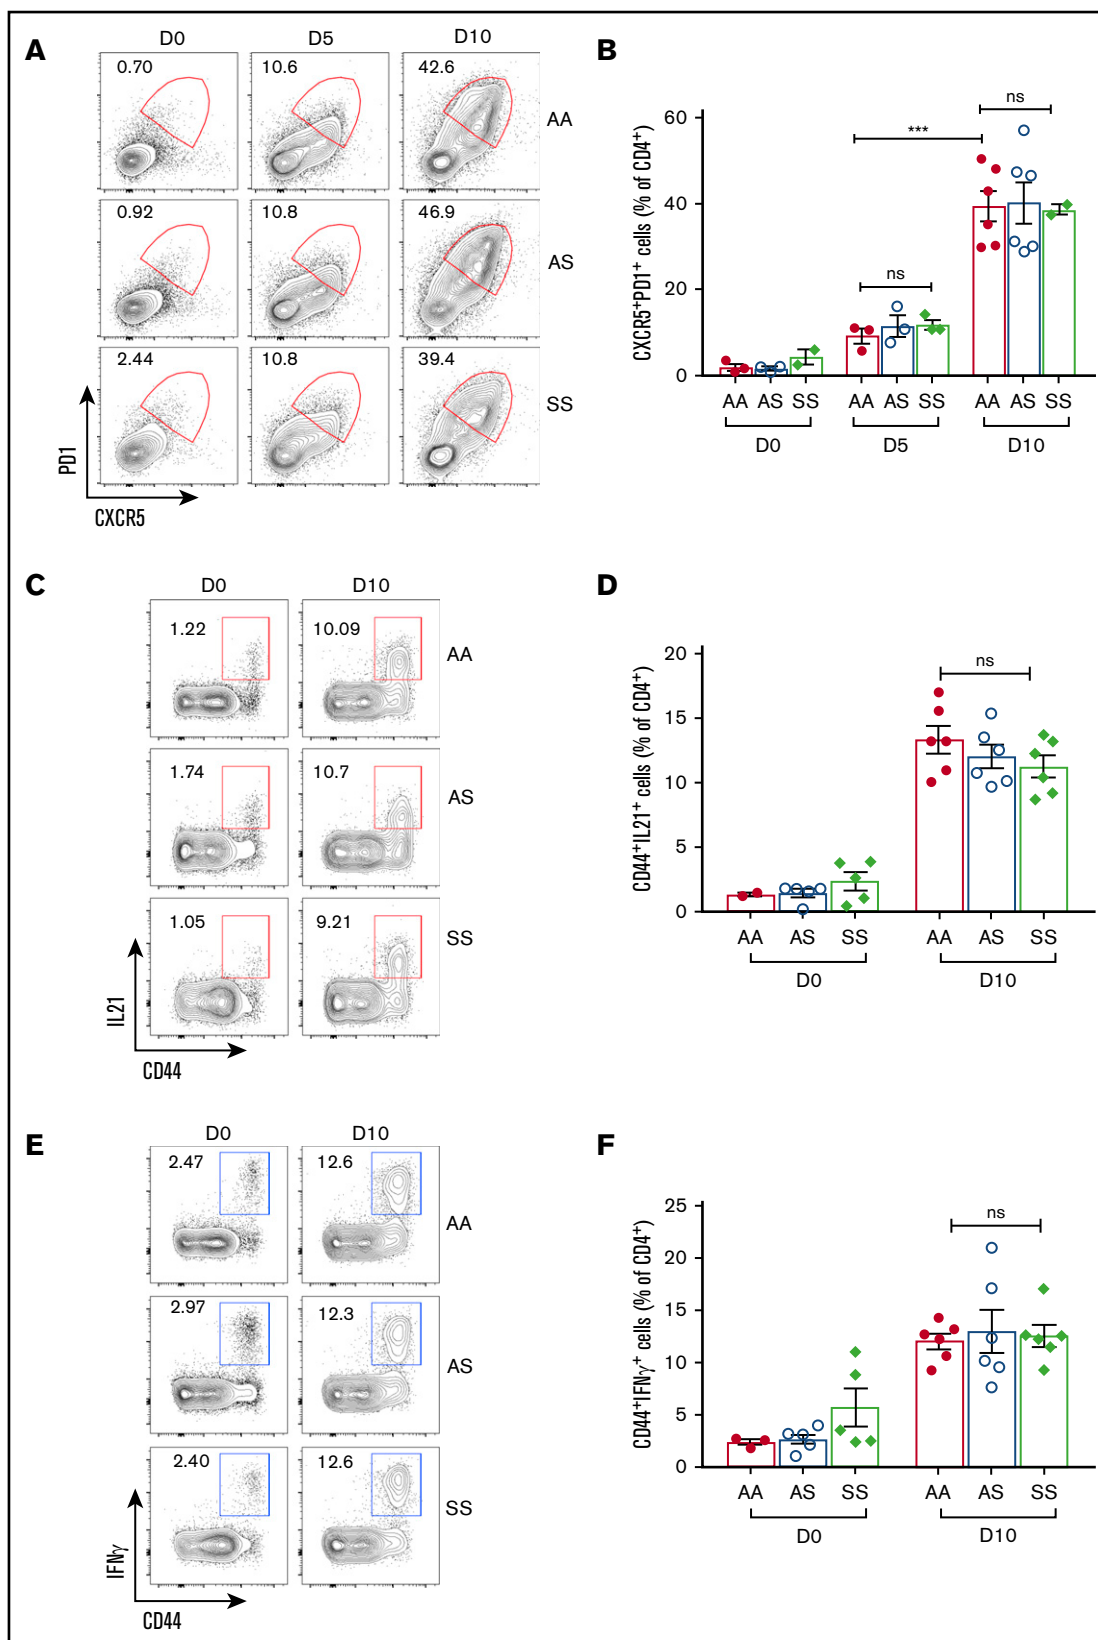 A
D0 D5 D10
0.70 10.6 42.6 AA
0.92 10.8 46.9 AS
2.44 10.8 39.4 SS
PD1
CXCR5
B
CXCR5+PD1+ cells (% of CD4+)
60
40
20
0
*** ns
ns
AA AS SS AA AS SS AA AS SS
D0 D5 D10
C
D0 D10
1.22 10.09 AA
1.74 10.7 AS
1.05 9.21 SS
IL21
CD44
D
CD44+IL21+ cells (% of CD4+)
20
15
10
5
0
ns
AA AS SS AA AS SS
D0 D10
E
D0 D10
2.47 12.6 AA
2.97 12.3 AS
2.40 12.6 SS
IFNγ
CD44
F
CD44+IFNγ+ cells (% of CD4+)
25
20
15
10
5
0
ns
AA AS SS AA AS SS
D0 D10